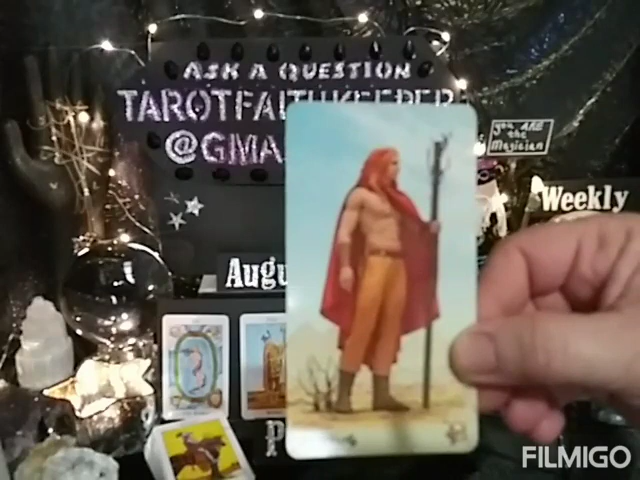 ASK A QUESTION
TAROTFAITHKEEPER
@GMA
you ARE
the
Magician
Weekly
Augu
P
FILMIGO